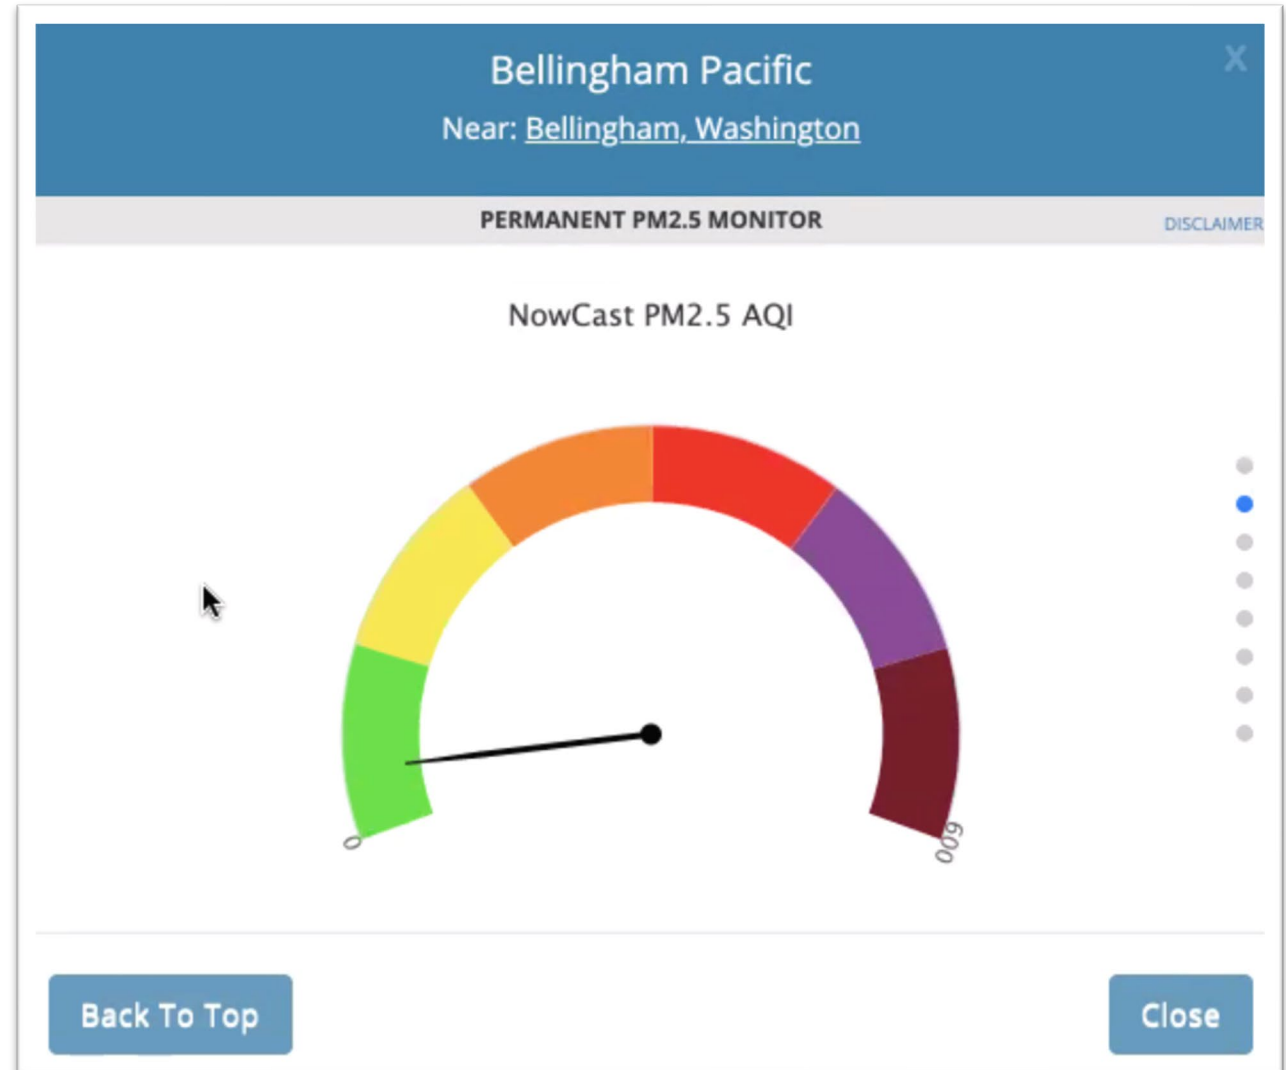 Bellingham Pacific
X
Near: Bellingham, Washington
PERMANENT PM2.5 MONITOR
DISCLAIMER
NowCast PM2.5 AQI
0
600
Back To Top
Close